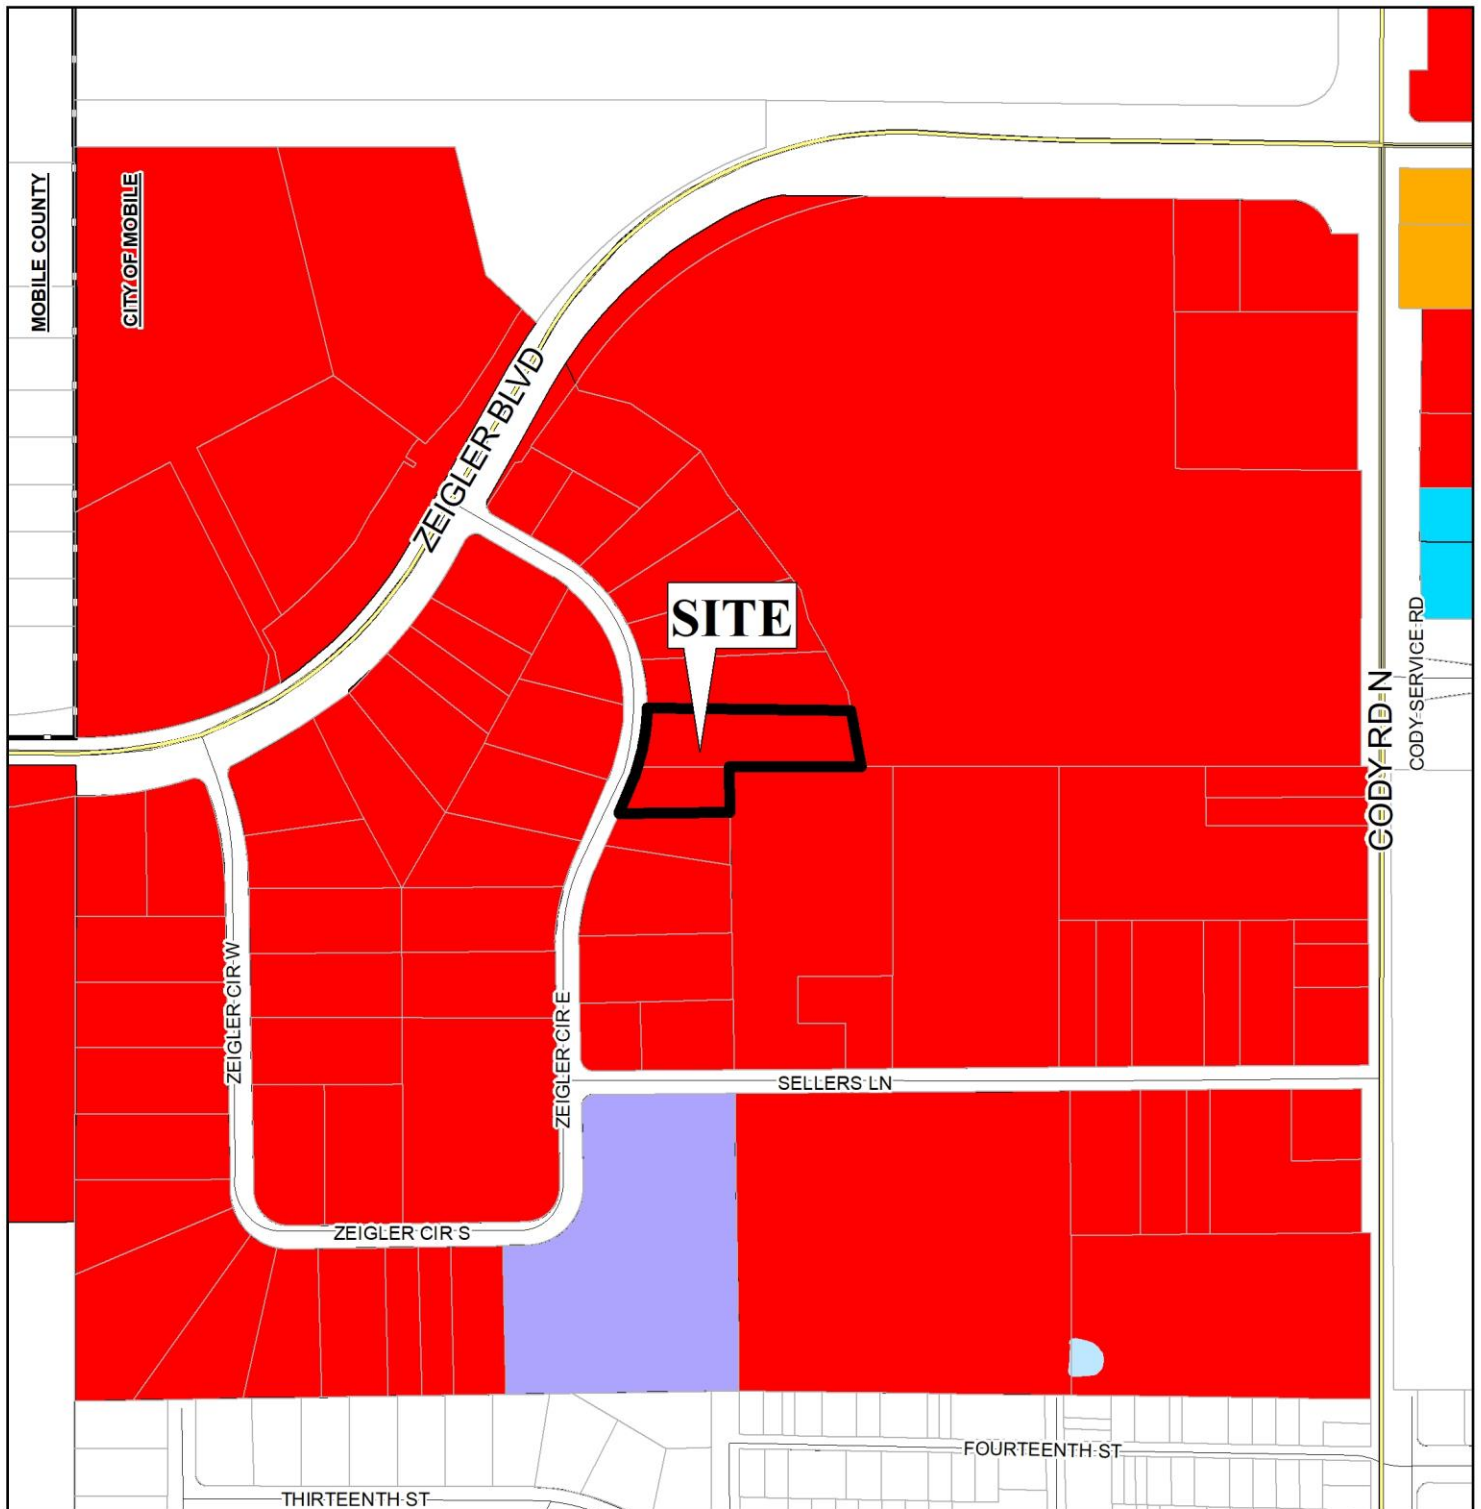 MOBILE COUNTY
CITY OF MOBILE
ZEIGLER BLVD
SITE
CODY RD N
CODY SERVICE RD
ZEIGLER CIR W
ZEIGLER CIR E
SELLERS LN
ZEIGLER CIR S
FOURTEENTH ST
THIRTEENTH ST